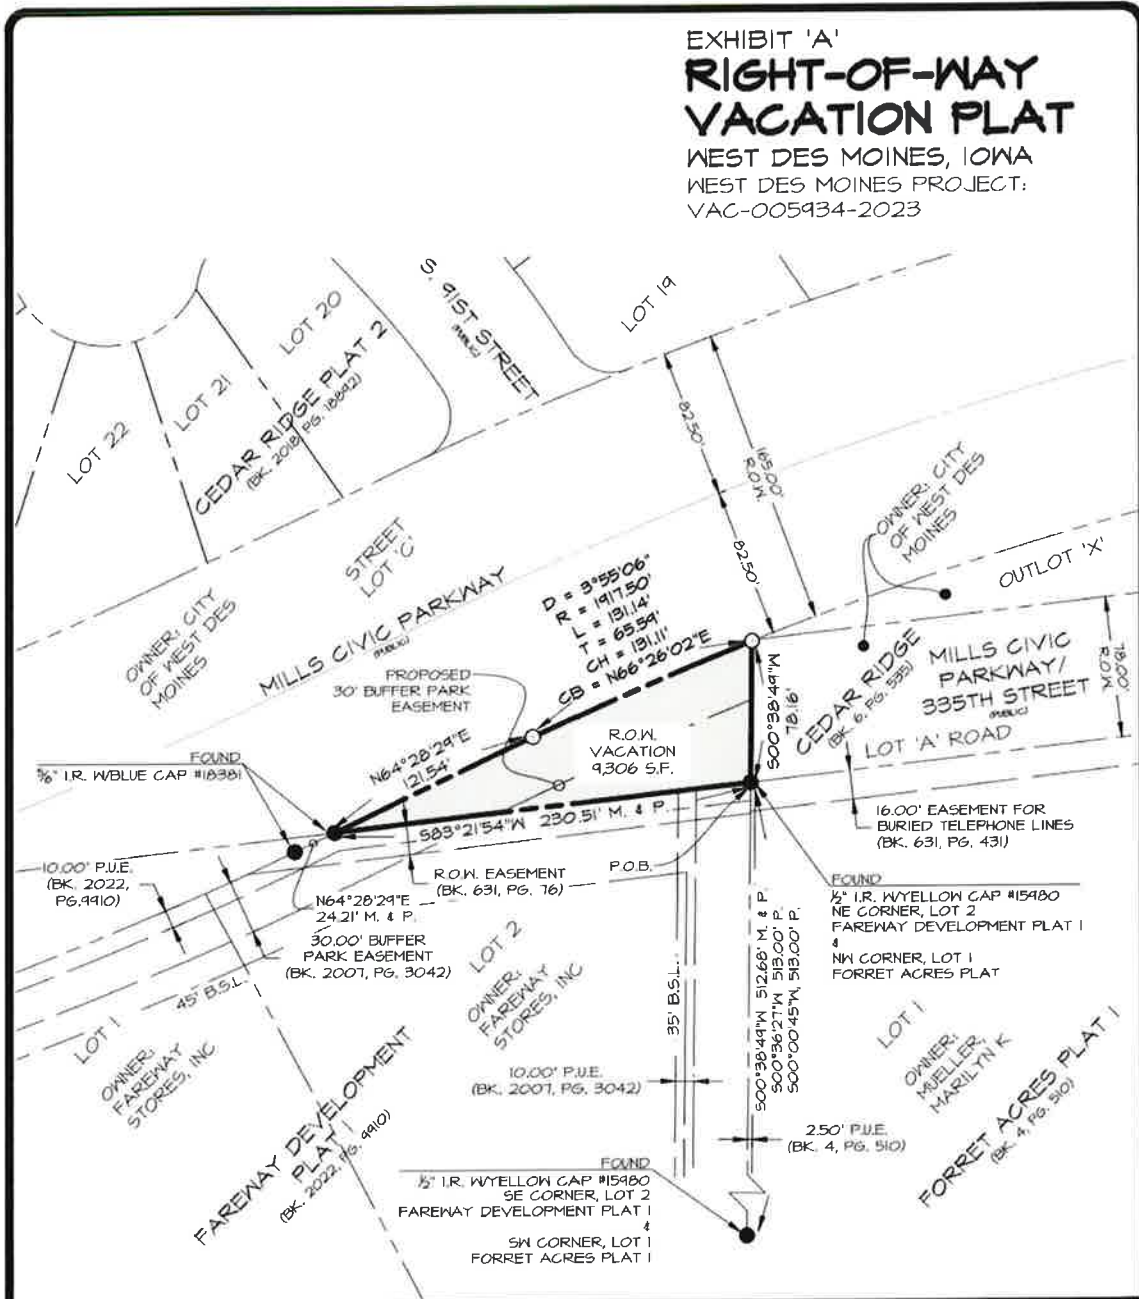 EXHIBIT 'A'
RIGHT-OF-WAY
VACATION PLAT
WEST DES MOINES, IOWA
WEST DES MOINES PROJECT:
VAC-005934-2023
S. 91ST STREET
(PUBLIC)
LOT 19
LOT 20
LOT 21
LOT 22
CEDAR RIDGE PLAT 2
(BK. 2018, PG. 18892)
82.50'
165.00'
R.O.W.
82.50'
STREET
LOT 'C'
MILLS CIVIC PARKWAY
(PUBLIC)
OWNER: CITY
OF WEST DES
MOINES
OWNER: CITY
OF WEST DES
MOINES
OUTLOT 'X'
D = 3°55'06"
R = 1917.50'
L = 131.14'
T = 65.59'
CH = 131.11'
CB = N66°26'02"E
PROPOSED
30' BUFFER PARK
EASEMENT
N64°28'29"E
121.54'
R.O.W.
VACATION
9,306 S.F.
S00°38'49"W
78.16'
CEDAR RIDGE
(BK. 6, PG. 535)
MILLS CIVIC
PARKWAY/
335TH STREET
(PUBLIC)
78.00'
R.O.W.
LOT 'A' ROAD
FOUND
5/8" I.R. W/BLUE CAP #18381
S83°21'54"W 230.51' M. & P.
16.00' EASEMENT FOR
BURIED TELEPHONE LINES
(BK. 631, PG. 431)
10.00' P.U.E.
(BK. 2022,
PG.9910)
N64°28'29"E
24.21' M. & P.
R.O.W. EASEMENT
(BK. 631, PG. 76)
P.O.B.
FOUND
1/2" I.R. W/YELLOW CAP #15980
NE CORNER, LOT 2
FAREWAY DEVELOPMENT PLAT 1
&
NW CORNER, LOT 1
FORRET ACRES PLAT
30.00' BUFFER
PARK EASEMENT
(BK. 2007, PG. 3042)
45' B.S.L.
LOT 1
OWNER:
FAREWAY
STORES, INC
LOT 2
OWNER:
FAREWAY
STORES, INC
35' B.S.L.
S00°38'49"W 512.68' M. & P.
S00°36'27"W 513.00' P.
S00°00'45"W, 513.00' P.
LOT 1
OWNER:
MUELLER,
MARILYN K
10.00' P.U.E.
(BK. 2007, PG. 3042)
2.50' P.U.E.
(BK. 4, PG. 510)
FORRET ACRES PLAT 1
(BK. 4, PG. 510)
FAREWAY DEVELOPMENT
PLAT 1
(BK. 2022, PG. 9910)
FOUND
1/2" I.R. W/YELLOW CAP #15980
SE CORNER, LOT 2
FAREWAY DEVELOPMENT PLAT 1
&
SW CORNER, LOT 1
FORRET ACRES PLAT 1